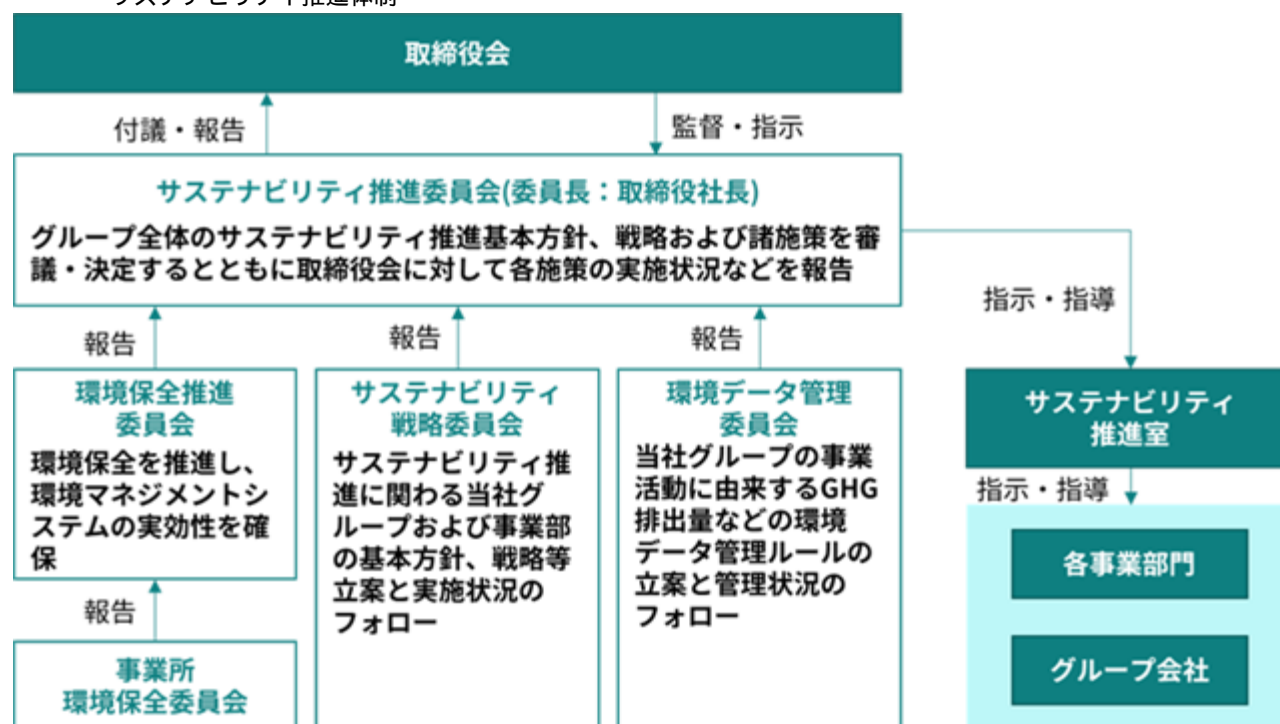 サステナビリティ推進体制
取締役会
付議・報告
監督・指示
サステナビリティ推進委員会(委員長：取締役社長)
グループ全体のサステナビリティ推進基本方針、戦略および諸施策を審
議・決定するとともに取締役会に対して各施策の実施状況などを報告
指示・指導
報告
報告
報告
環境保全推進
委員会
環境保全を推進し、
環境マネジメントシ
ステムの実効性を確
保
サステナビリティ
戦略委員会
サステナビリティ推
進に関わる当社グ
ループおよび事業部
の基本方針、戦略等
立案と実施状況の
フォロー
環境データ管理
委員会
当社グループの事業
活動に由来するGHG
排出量などの環境
データ管理ルールの
立案と管理状況の
フォロー
サステナビリティ
推進室
指示・指導
各事業部門
グループ会社
報告
事業所
環境保全委員会